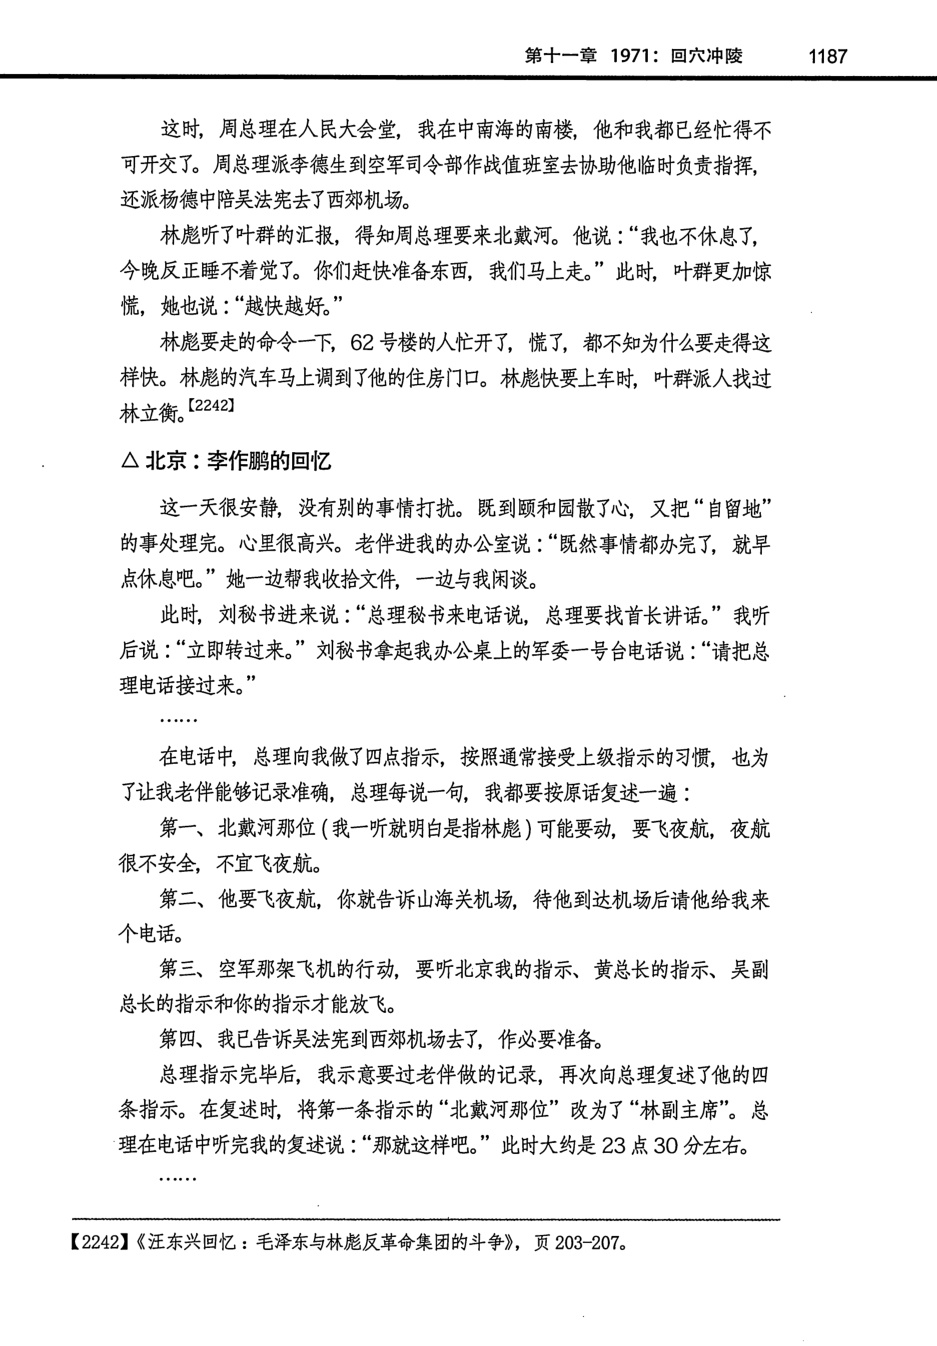 第十一章 1971：回穴冲陵 1187
这时，周总理在人民大会堂，我在中南海的南楼，他和我都已经忙得不
可开交了。周总理派李德生到空军司令部作战值班室去协助他临时负责指挥，
还派杨德中陪吴法宪去了西郊机场。
林彪听了叶群的汇报，得知周总理要来北戴河。他说：“我也不休息了，
今晚反正睡不着觉了。你们赶快准备东西，我们马上走。”此时，叶群更加惊
慌，她也说：“越快越好。”
林彪要走的命令一下，62 号楼的人忙开了，慌了，都不知为什么要走得这
样快。林彪的汽车马上调到了他的住房门口。林彪快要上车时，叶群派人找过
林立衡。【2242】
△ 北京：李作鹏的回忆
这一天很安静，没有别的事情打扰。既到颐和园散了心，又把“自留地”
的事处理完。心里很高兴。老伴进我的办公室说：“既然事情都办完了，就早
点休息吧。”她一边帮我收拾文件，一边与我闲谈。
此时，刘秘书进来说：“总理秘书来电话说，总理要找首长讲话。”我听
后说：“立即转过来。”刘秘书拿起我办公桌上的军委一号台电话说：“请把总
理电话接过来。”
……
在电话中，总理向我做了四点指示，按照通常接受上级指示的习惯，也为
了让我老伴能够记录准确，总理每说一句，我都要按原话复述一遍：
第一、北戴河那位（我一听就明白是指林彪）可能要动，要飞夜航，夜航
很不安全，不宜飞夜航。
第二、他要飞夜航，你就告诉山海关机场，待他到达机场后请他给我来
个电话。
第三、空军那架飞机的行动，要听北京我的指示、黄总长的指示、吴副
总长的指示和你的指示才能放飞。
第四、我已告诉吴法宪到西郊机场去了，作必要准备。
总理指示完毕后，我示意要过老伴做的记录，再次向总理复述了他的四
条指示。在复述时，将第一条指示的“北戴河那位”改为了“林副主席”。总
理在电话中听完我的复述说：“那就这样吧。”此时大约是 23 点 30 分左右。
……
【2242】《汪东兴回忆：毛泽东与林彪反革命集团的斗争》，页 203-207。